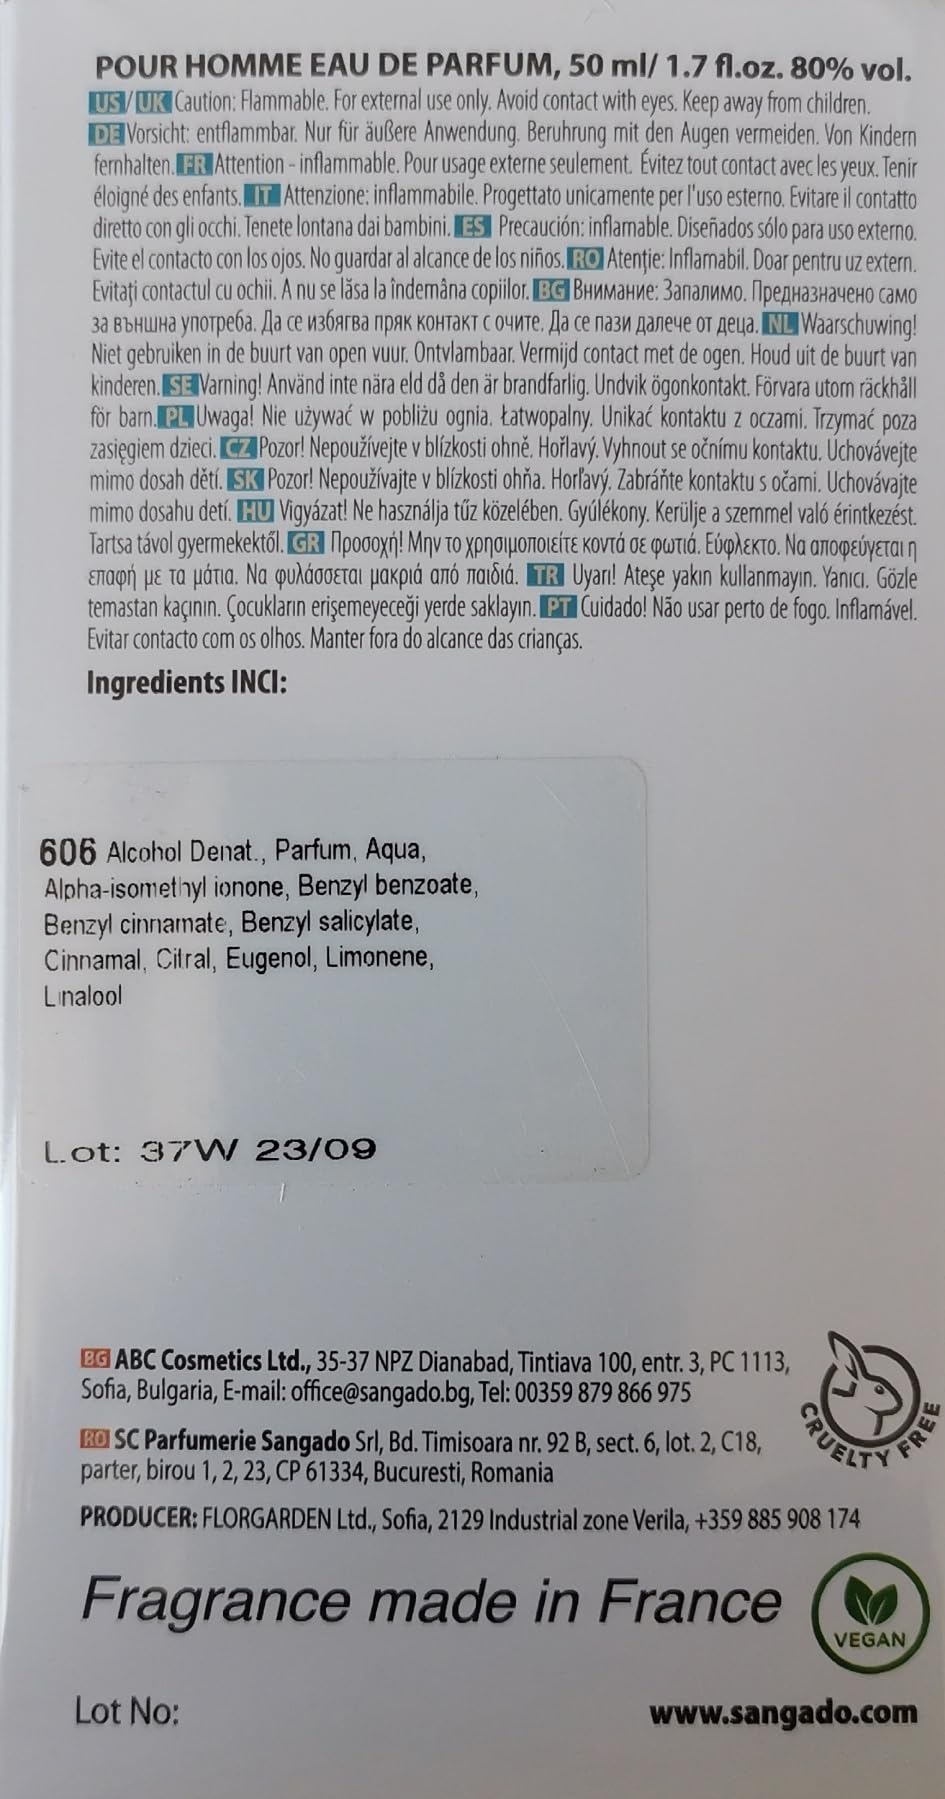 POUR HOMME EAU DE PARFUM, 50 ml/ 1.7 fl.oz. 80% vol.
US/UK Caution: Flammable. For external use only. Avoid contact with eyes. Keep away from children.
DE Vorsicht: entflammbar. Nur für äußere Anwendung. Beruhrung mit den Augen vermeiden. Von Kindern
fernhalten. FR Attention - inflammable. Pour usage externe seulement. Évitez tout contact avec les yeux. Tenir
éloigné des enfants. IT Attenzione: inflammabile. Progettato unicamente per l'uso esterno. Evitare il contatto
diretto con gli occhi. Tenete lontana dai bambini. ES Precaución: inflamable. Diseñados sólo para uso externo.
Evite el contacto con los ojos. No guardar al alcance de los niños. RO Atenție: Inflamabil. Doar pentru uz extern.
Evitați contactul cu ochii. A nu se lăsa la îndemâna copiilor. BG Внимание: Запалимо. Предназначено само
за външна употреба. Да се избягва пряк контакт с очите. Да се пази далече от деца. NL Waarschuwing!
Niet gebruiken in de buurt van open vuur. Ontvlambaar. Vermijd contact met de ogen. Houd uit de buurt van
kinderen. SE Varning! Använd inte nära eld då den är brandfarlig. Undvik ögonkontakt. Förvara utom räckhåll
för barn. PL Uwaga! Nie używać w pobliżu ognia. Łatwopalny. Unikać kontaktu z oczami. Trzymać poza
zasięgiem dzieci. CZ Pozor! Nepoužívejte v blízkosti ohně. Hořlavý. Vyhnout se očnímu kontaktu. Uchovávejte
mimo dosah dětí. SK Pozor! Nepoužívajte v blízkosti ohňa. Horľavý. Zabráňte kontaktu s očami. Uchovávajte
mimo dosahu detí. HU Vigyázat! Ne használja tűz közelében. Gyúlékony. Kerülje a szemmel való érintkezést.
Tartsa távol gyermekektől. GR Προσοχή! Μην το χρησιμοποιείτε κοντά σε φωτιά. Εύφλεκτο. Να αποφεύγεται η
επαφή με τα μάτια. Να φυλάσσεται μακριά από παιδιά. TR Uyarı! Ateşe yakın kullanmayın. Yanıcı. Gözle
temastan kaçının. Çocukların erişemeyeceği yerde saklayın. PT Cuidado! Não usar perto de fogo. Inflamável.
Evitar contacto com os olhos. Manter fora do alcance das crianças.
Ingredients INCI:
606 Alcohol Denat., Parfum, Aqua,
Alpha-isomethyl ionone, Benzyl benzoate,
Benzyl cinnamate, Benzyl salicylate,
Cinnamal, Citral, Eugenol, Limonene,
Linalool
Lot: 37W 23/09
BG ABC Cosmetics Ltd., 35-37 NPZ Dianabad, Tintiava 100, entr. 3, PC 1113,
Sofia, Bulgaria, E-mail: office@sangado.bg, Tel: 00359 879 866 975
RO SC Parfumerie Sangado Srl, Bd. Timisoara nr. 92 B, sect. 6, lot. 2, C18,
parter, birou 1, 2, 23, CP 61334, Bucuresti, Romania
CRUELTY FREE
PRODUCER: FLORGARDEN Ltd., Sofia, 2129 Industrial zone Verila, +359 885 908 174
Fragrance made in France
VEGAN
Lot No:
www.sangado.com